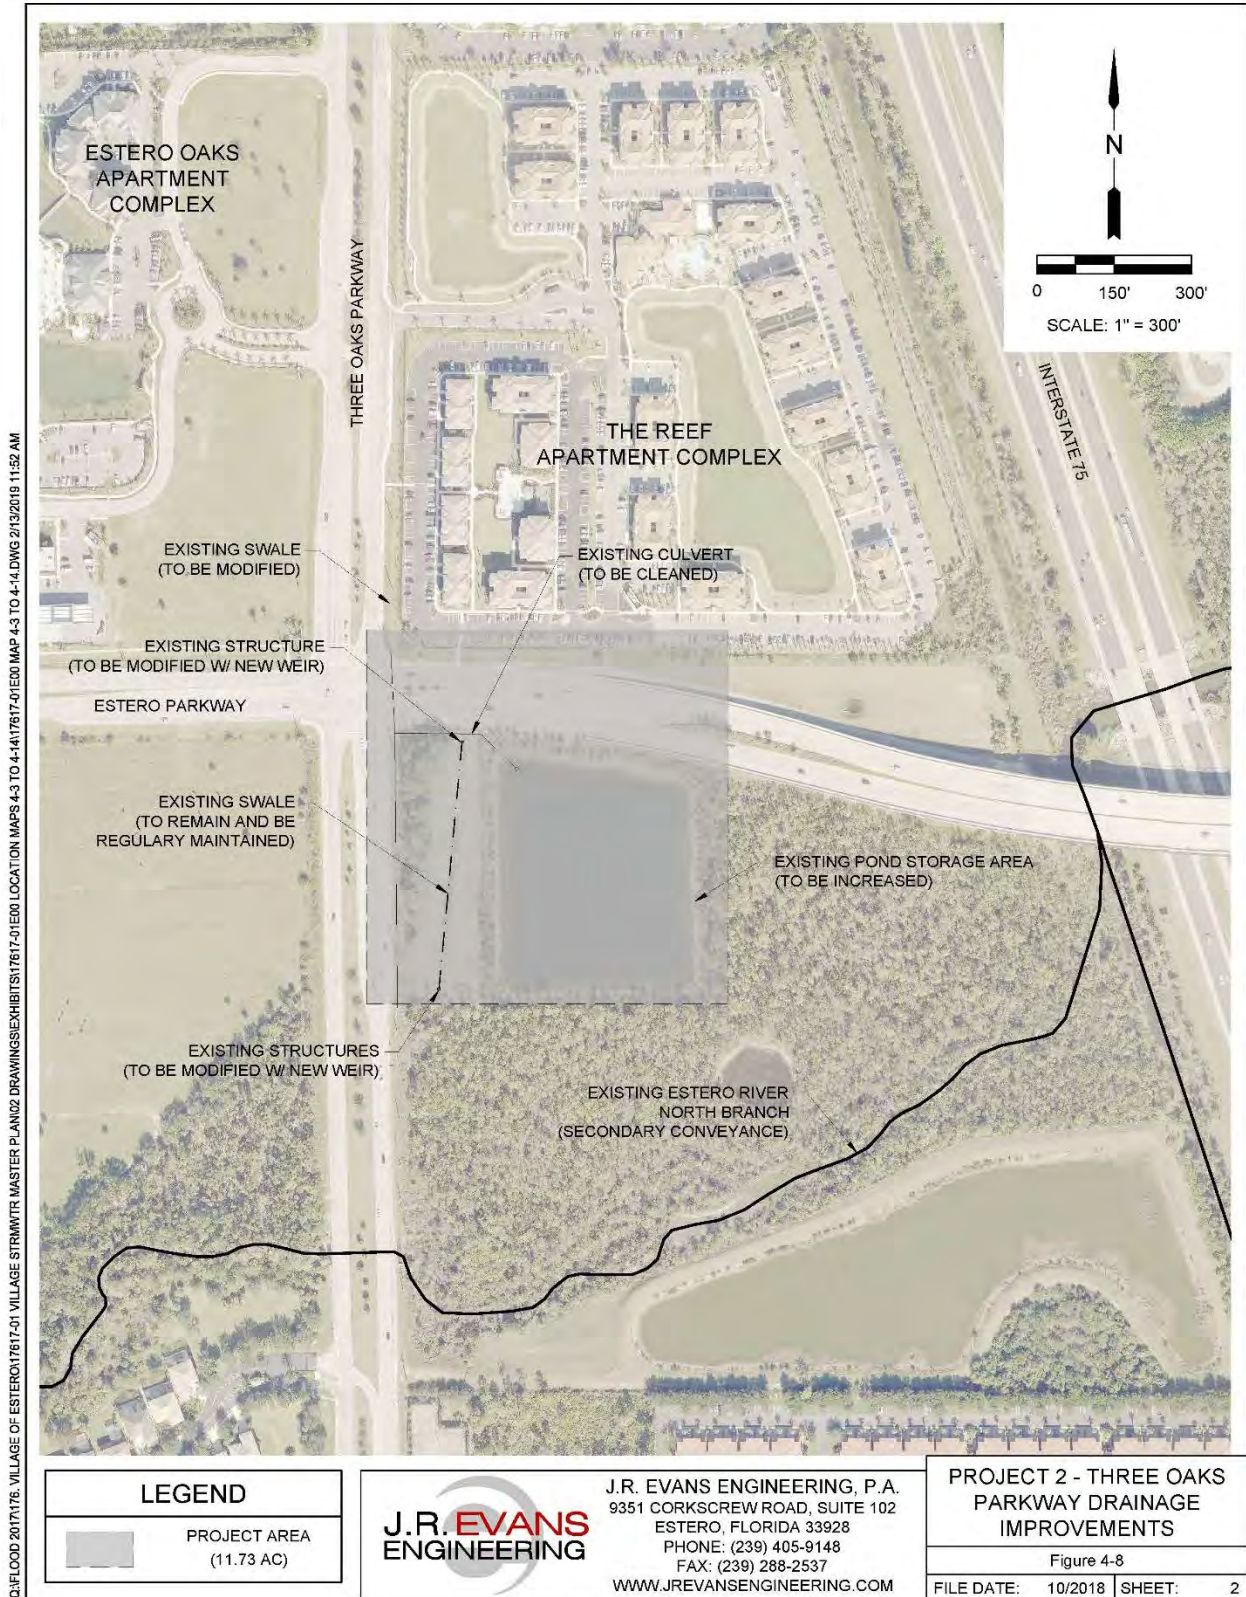 ESTERO OAKS
APARTMENT
COMPLEX
N
0 150' 300'
SCALE: 1" = 300'
THREE OAKS PARKWAY
INTERSTATE 75
THE REEF
APARTMENT COMPLEX
EXISTING SWALE
(TO BE MODIFIED)
EXISTING CULVERT
(TO BE CLEANED)
EXISTING STRUCTURE
(TO BE MODIFIED W/ NEW WEIR)
ESTERO PARKWAY
EXISTING SWALE
(TO REMAIN AND BE
REGULARY MAINTAINED)
EXISTING POND STORAGE AREA
(TO BE INCREASED)
EXISTING STRUCTURES
(TO BE MODIFIED W/ NEW WEIR)
EXISTING ESTERO RIVER
NORTH BRANCH
(SECONDARY CONVEYANCE)
Q:\FLOOD 2017\176. VILLAGE OF ESTERO\17617-01 VILLAGE STRMWTR MASTER PLAN\02 DRAWINGS\EXHIBITS\17617-01E00 LOCATION MAPS 4-3 TO 4-14\17617-01E00 MAP 4-3 TO 4-14.DWG 2/13/2019 11:52 AM
LEGEND
PROJECT AREA
(11.73 AC)
J.R. EVANS
ENGINEERING
J.R. EVANS ENGINEERING, P.A.
9351 CORKSCREW ROAD, SUITE 102
ESTERO, FLORIDA 33928
PHONE: (239) 405-9148
FAX: (239) 288-2537
WWW.JREVANSENGINEERING.COM
PROJECT 2 - THREE OAKS
PARKWAY DRAINAGE
IMPROVEMENTS
Figure 4-8
FILE DATE: 10/2018 SHEET: 2